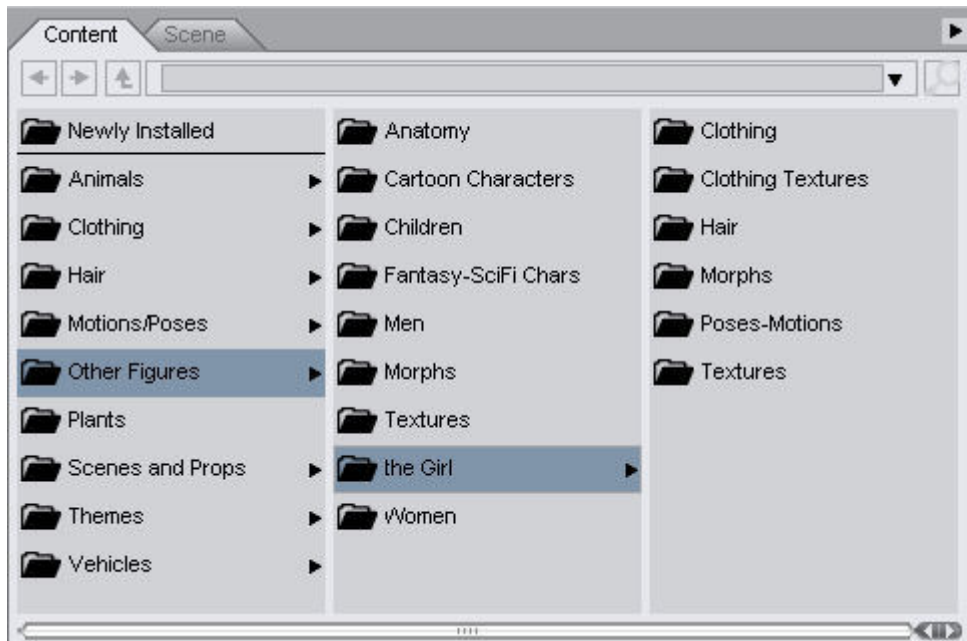 Content
Scene
Newly Installed
Animals
Clothing
Hair
Motions/Poses
Other Figures
Plants
Scenes and Props
Themes
Vehicles
Anatomy
Cartoon Characters
Children
Fantasy-SciFi Chars
Men
Morphs
Textures
the Girl
Women
Clothing
Clothing Textures
Hair
Morphs
Poses-Motions
Textures